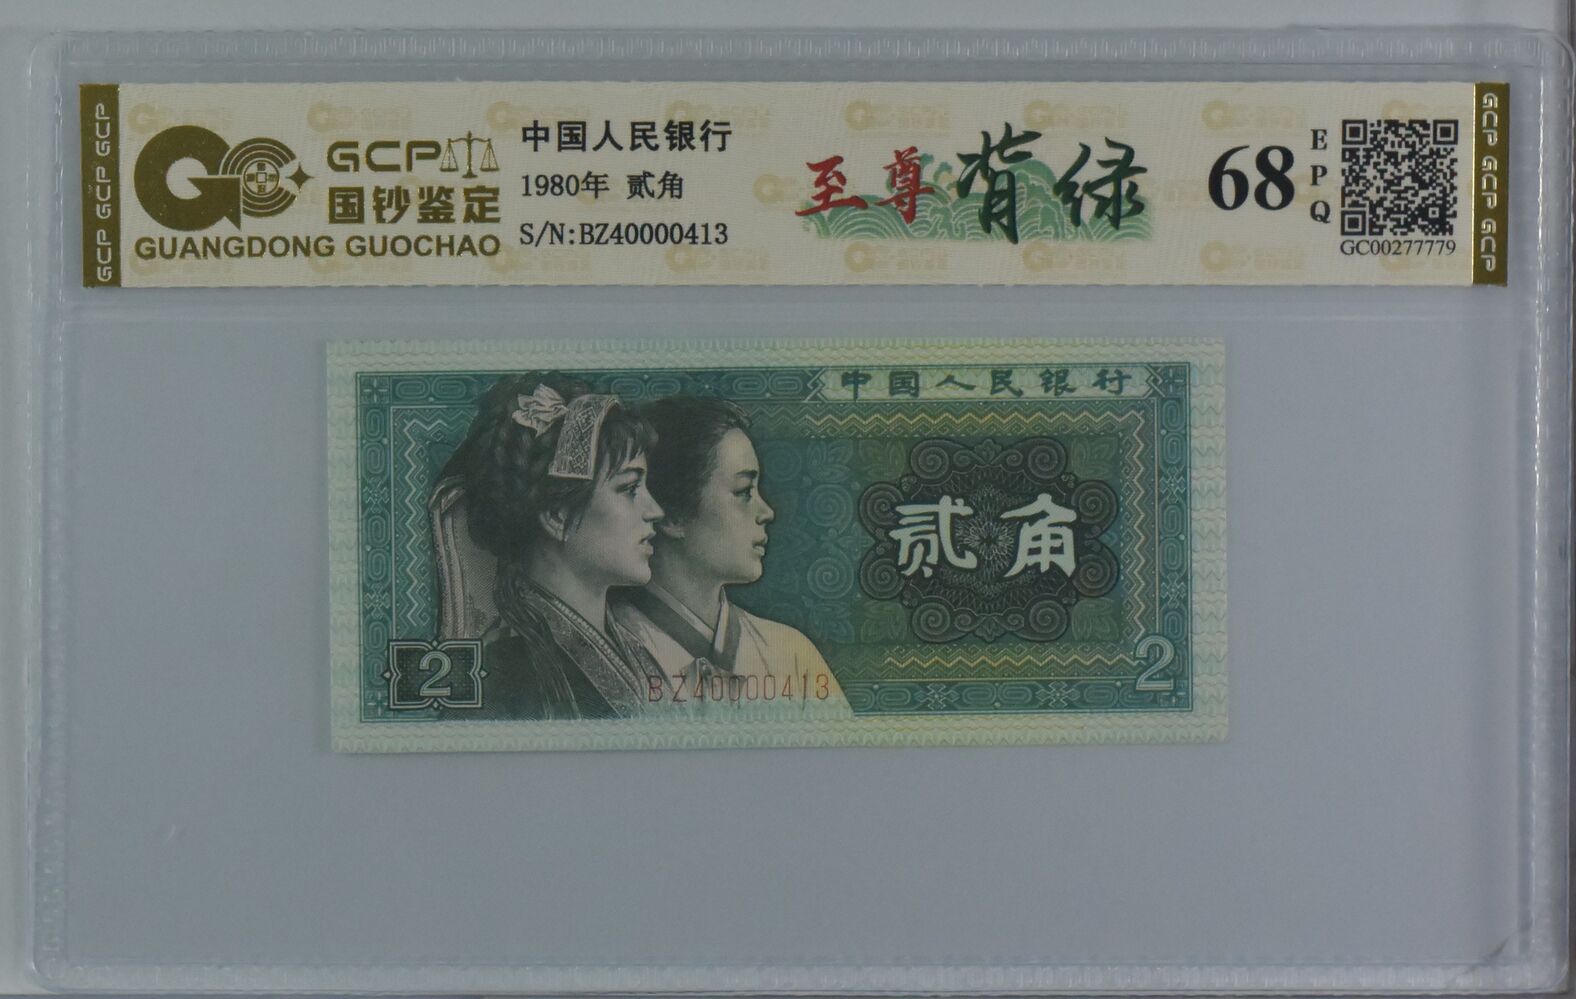 GCP GCP GCP
GCP
国钞鉴定
GUANGDONG GUOCHAO
中国人民银行
1980年 贰角
S/N:BZ40000413
至尊背绿
68
EPQ
GC00277779
GCP GCP GCP
中国人民银行
贰角
2
2
BZ40000413